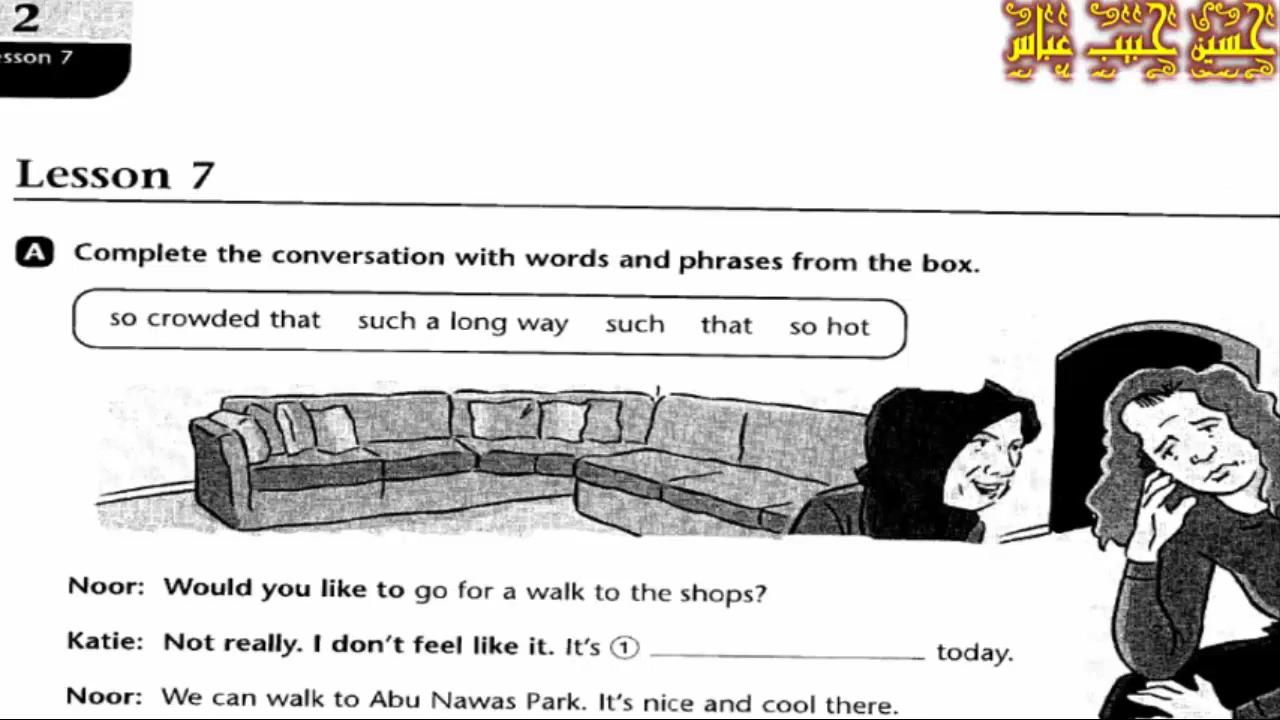 2
esson 7
حسين حبيب عباس
Lesson 7
A Complete the conversation with words and phrases from the box.
so crowded that such a long way such that so hot
Noor: Would you like to go for a walk to the shops?
Katie: Not really. I don't feel like it. It's ① ____________ today.
Noor: We can walk to Abu Nawas Park. It's nice and cool there.